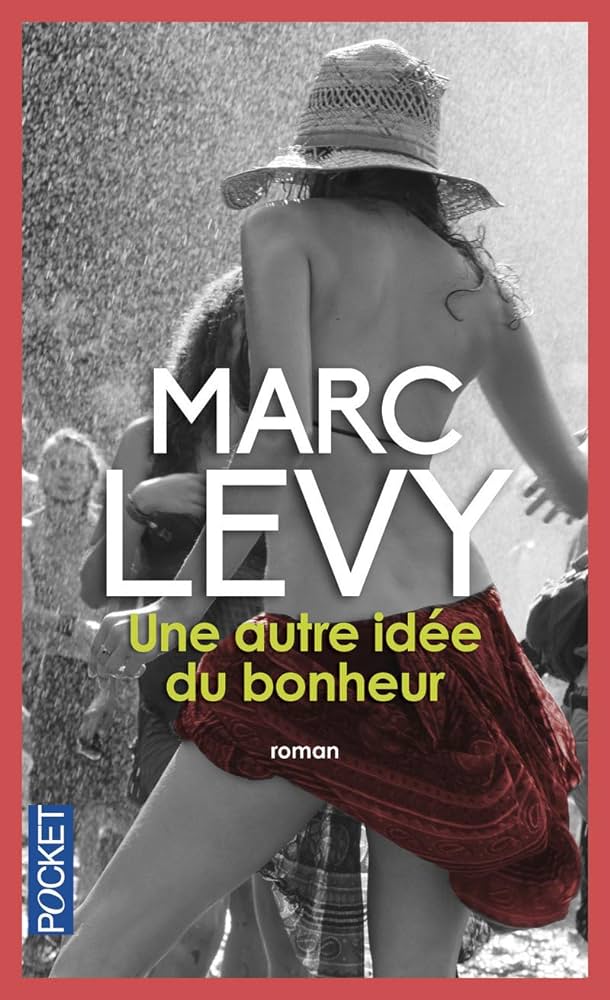 MARC
LEVY
Une autre idée
du bonheur
roman
POCKET